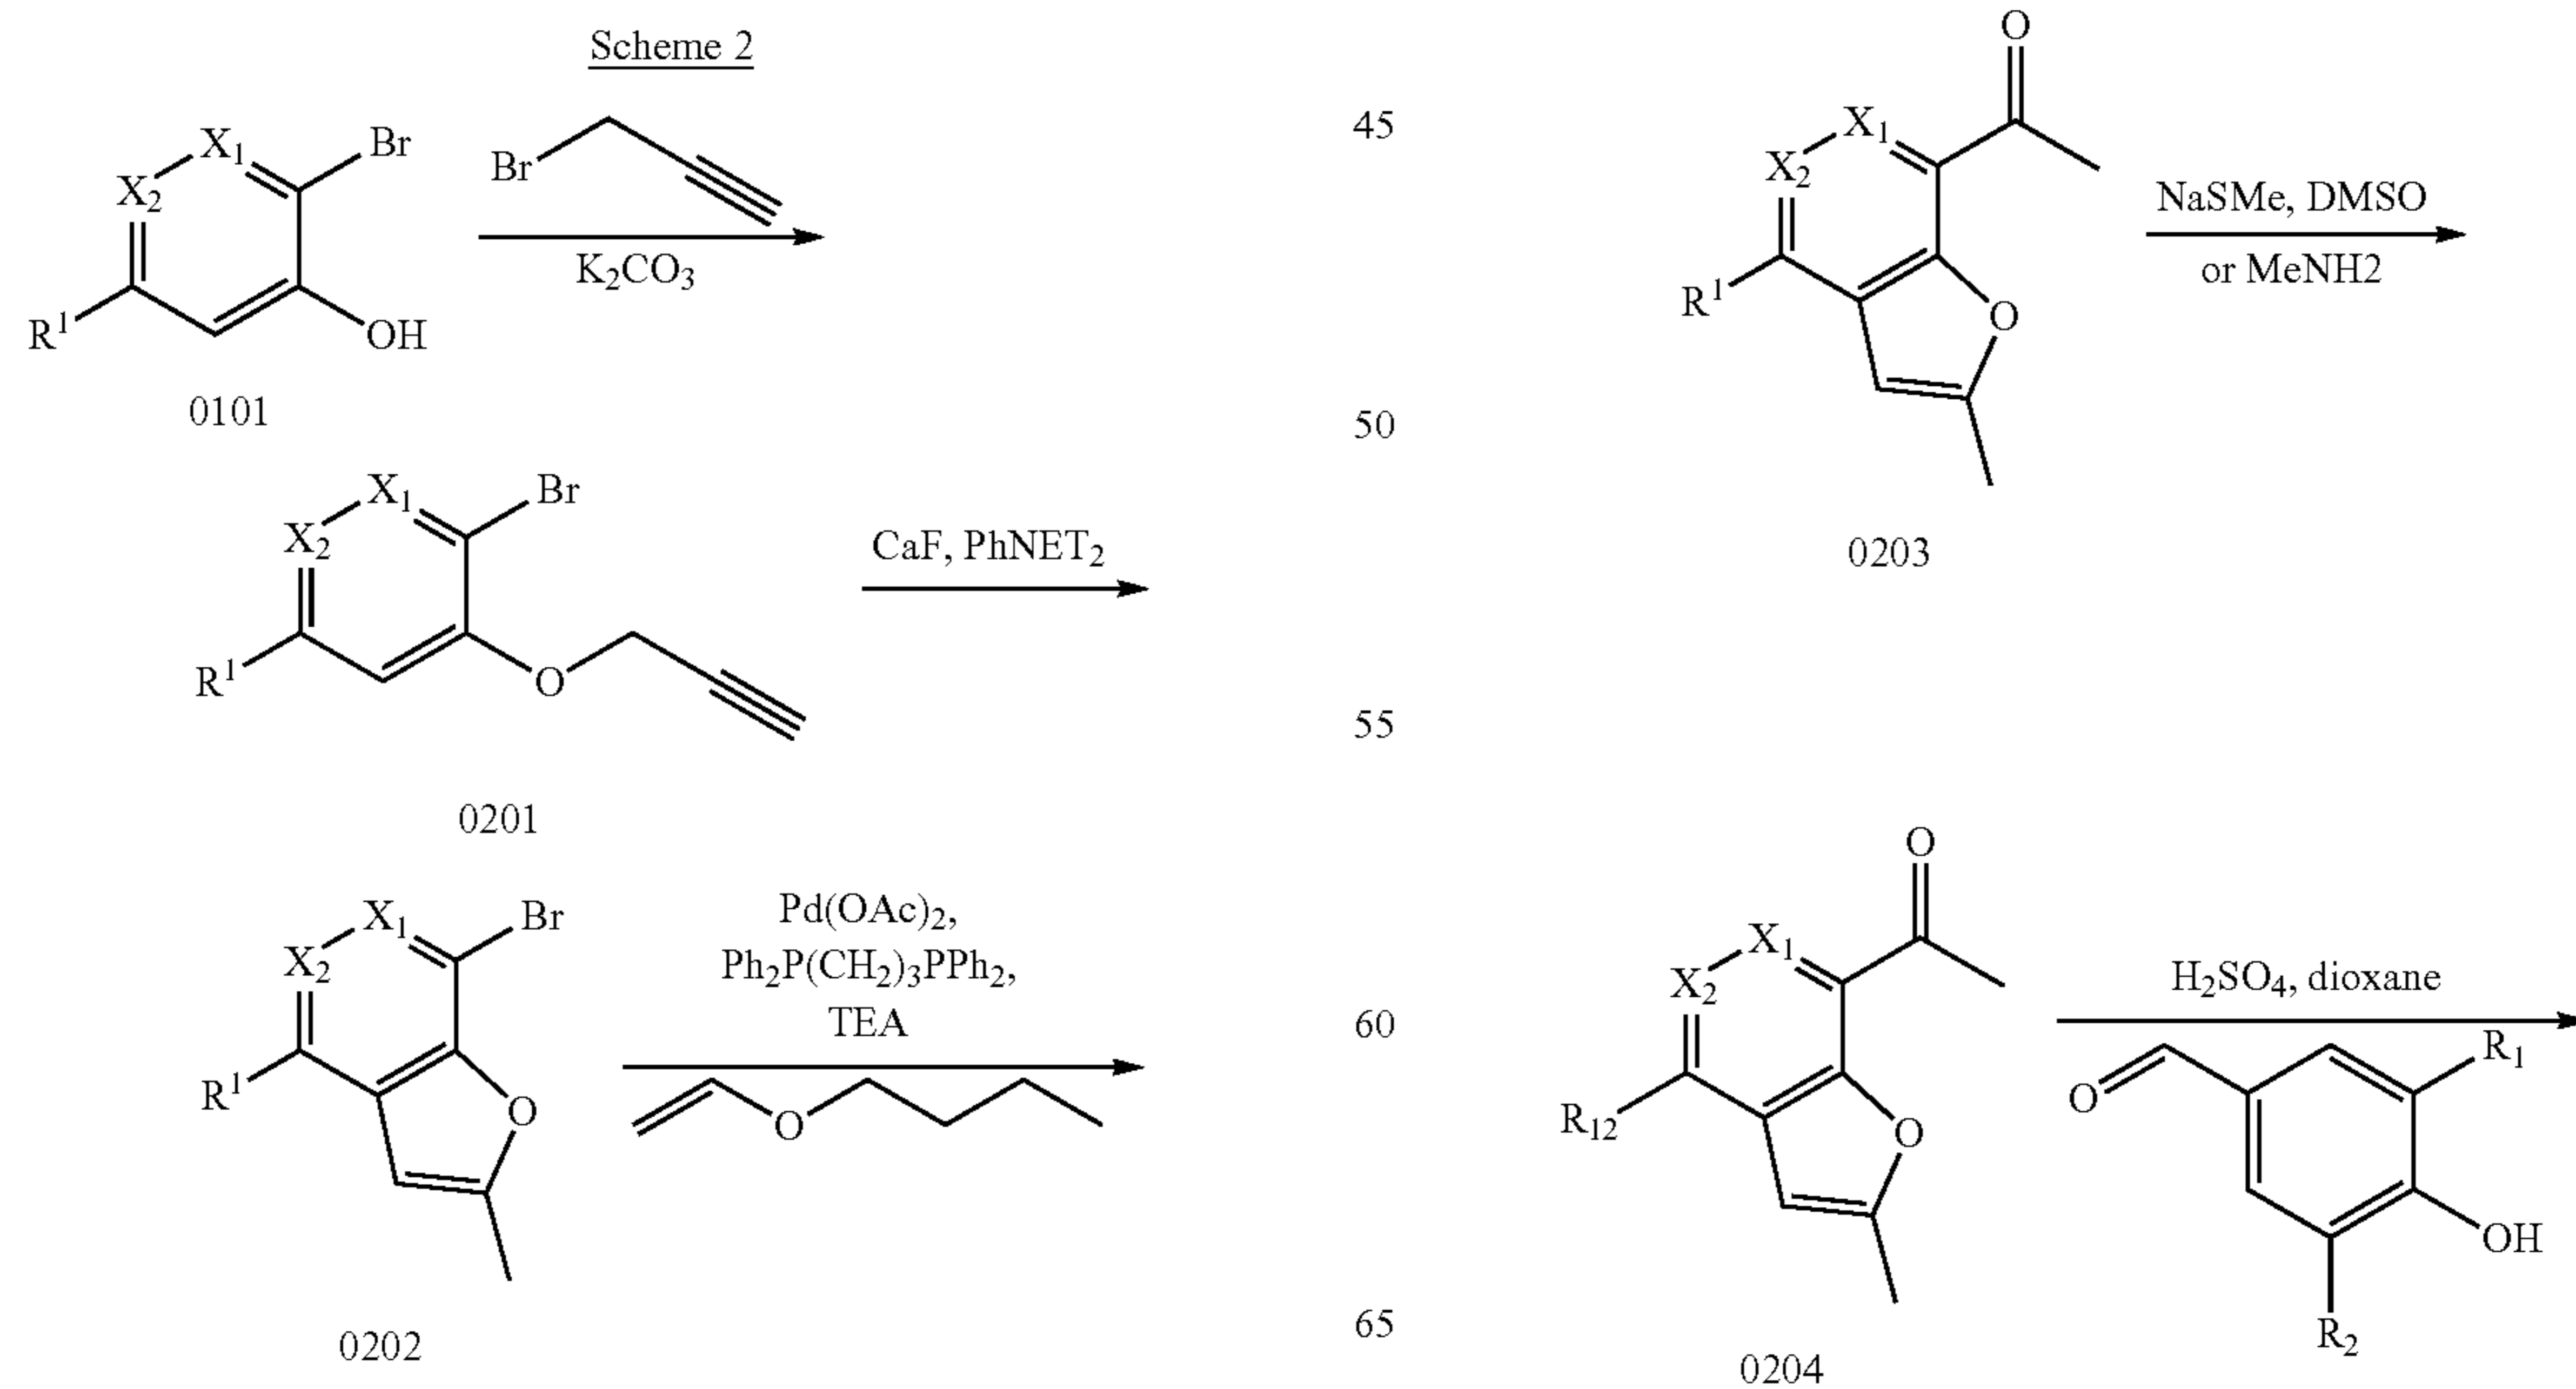 Scheme 2
X1
Br
X2
R1
OH
Br
K2CO3
0101
X1
Br
X2
R1
O
CaF, PhNET2
0201
X1
Br
X2
R1
O
Pd(OAc)2,
Ph2P(CH2)3PPh2,
TEA
O
0202
45
50
55
60
65
O
X1
X2
R1
O
NaSMe, DMSO
or MeNH2
0203
O
X1
X2
R12
O
H2SO4, dioxane
O
R1
OH
R2
0204